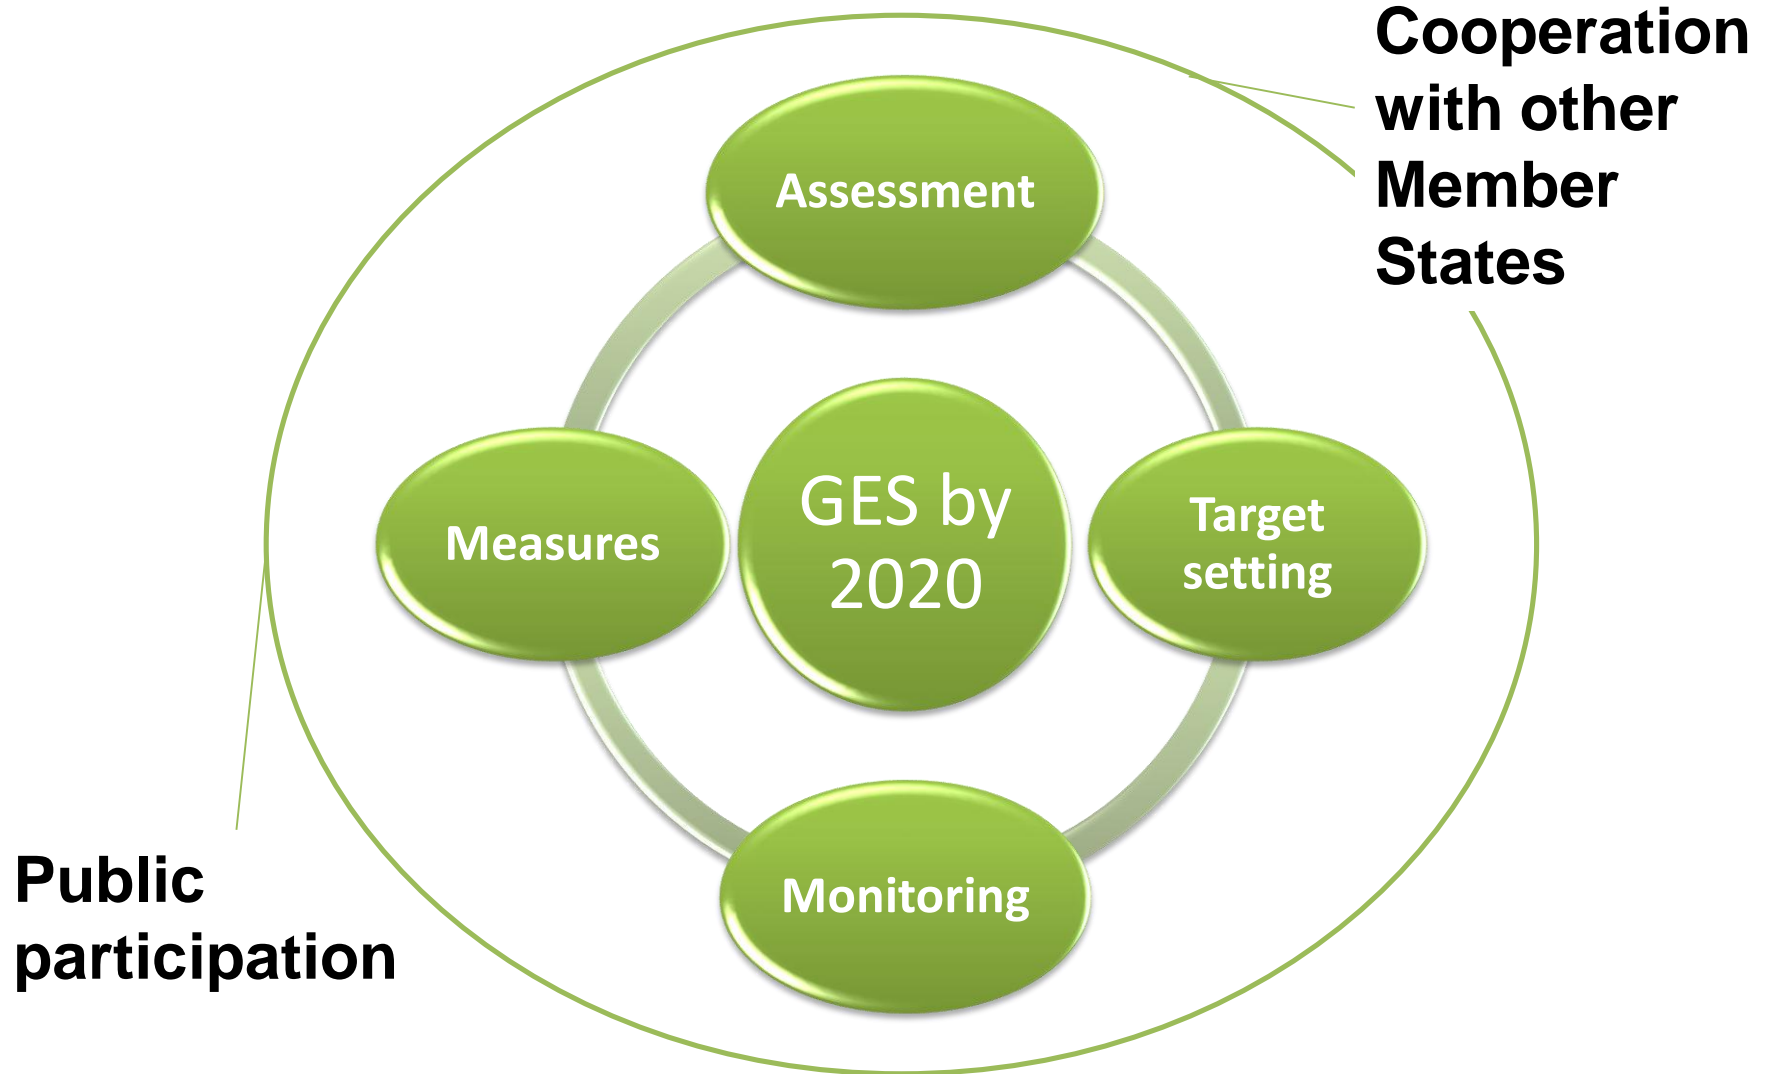 Cooperation
with other
Member
States
Assessment
Measures
GES by
2020
Target
setting
Monitoring
Public
participation